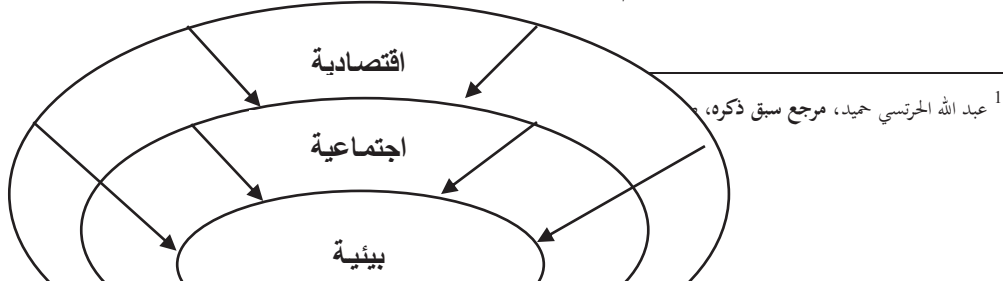 اقتصادية
1 عبد الله الحرتسي حميد، مرجع سبق ذكره،
اجتماعية
بيئية